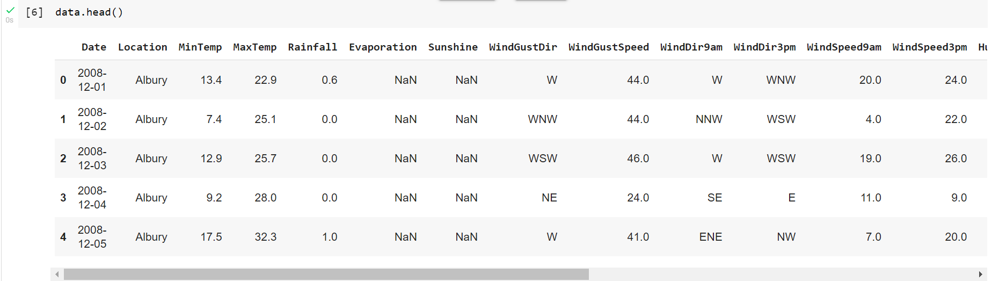 [6] data.head()
0s
Date Location MinTemp MaxTemp Rainfall Evaporation Sunshine WindGustDir WindGustSpeed WindDir9am WindDir3pm WindSpeed9am WindSpeed3pm
0 2008-12-01 Albury 13.4 22.9 0.6 NaN NaN W 44.0 W WNW 20.0 24.0
1 2008-12-02 Albury 7.4 25.1 0.0 NaN NaN WNW 44.0 NNW WSW 4.0 22.0
2 2008-12-03 Albury 12.9 25.7 0.0 NaN NaN WSW 46.0 W WSW 19.0 26.0
3 2008-12-04 Albury 9.2 28.0 0.0 NaN NaN NE 24.0 SE E 11.0 9.0
4 2008-12-05 Albury 17.5 32.3 1.0 NaN NaN W 41.0 ENE NW 7.0 20.0